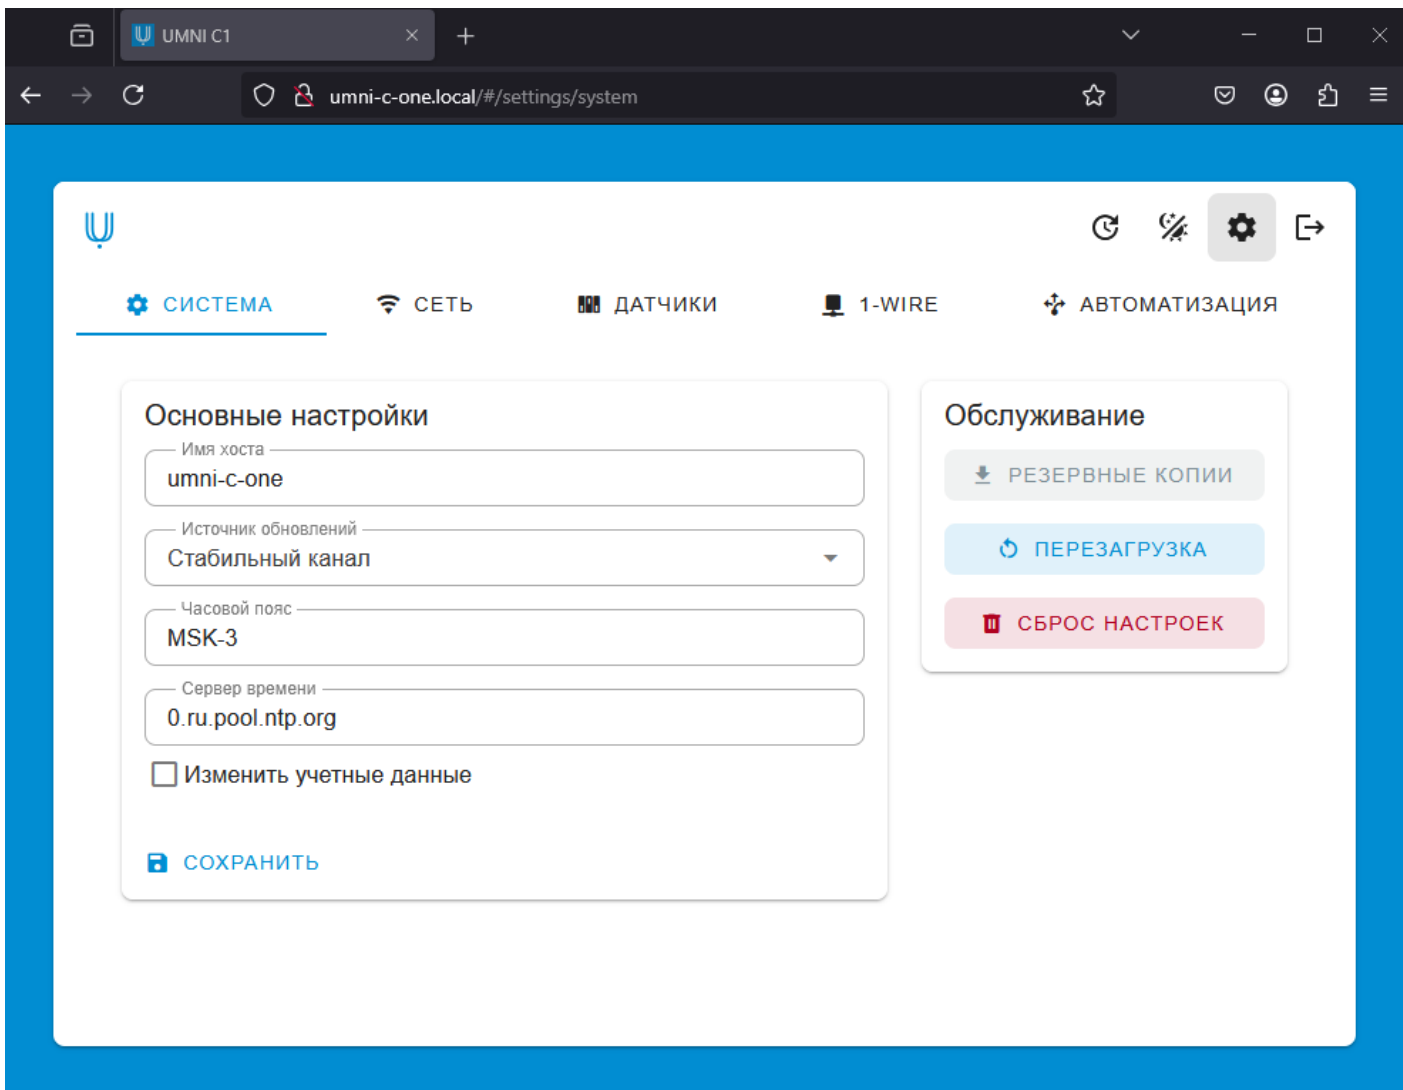 UMNI C1
umni-c-one.local/#/settings/system
СИСТЕМА
СЕТЬ
ДАТЧИКИ
1-WIRE
АВТОМАТИЗАЦИЯ
Основные настройки
Имя хоста
umni-c-one
Источник обновлений
Стабильный канал
Часовой пояс
MSK-3
Сервер времени
0.ru.pool.ntp.org
Изменить учетные данные
СОХРАНИТЬ
Обслуживание
РЕЗЕРВНЫЕ КОПИИ
ПЕРЕЗАГРУЗКА
СБРОС НАСТРОЕК